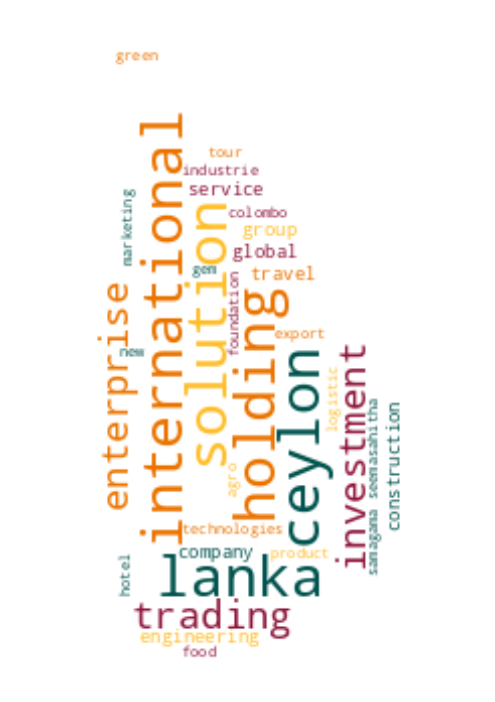 green
international
tour
industrie
service
marketing
solution
colombo
group
global
gem
travel
foundation
enterprise
holding
export
new
ceylon
investment
logistic
samagama seemasahitha
construction
agro
technologies
company
product
hotel
lanka
trading
engineering
food